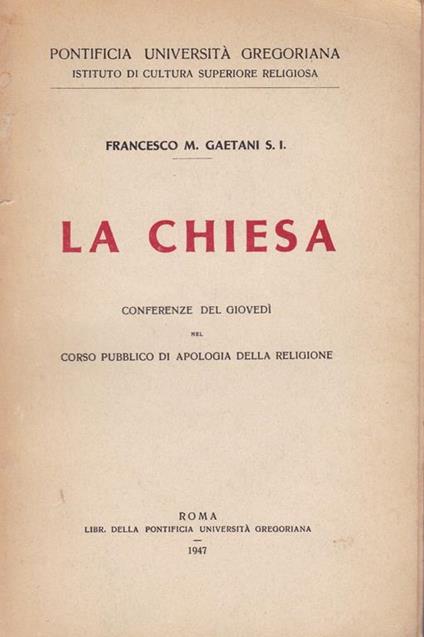 PONTIFICIA UNIVERSITÀ GREGORIANA
ISTITUTO DI CULTURA SUPERIORE RELIGIOSA
FRANCESCO M. GAETANI S. I.
LA CHIESA
CONFERENZE DEL GIOVEDÌ
NEL
CORSO PUBBLICO DI APOLOGIA DELLA RELIGIONE
ROMA
LIBR. DELLA PONTIFICIA UNIVERSITÀ GREGORIANA
1947